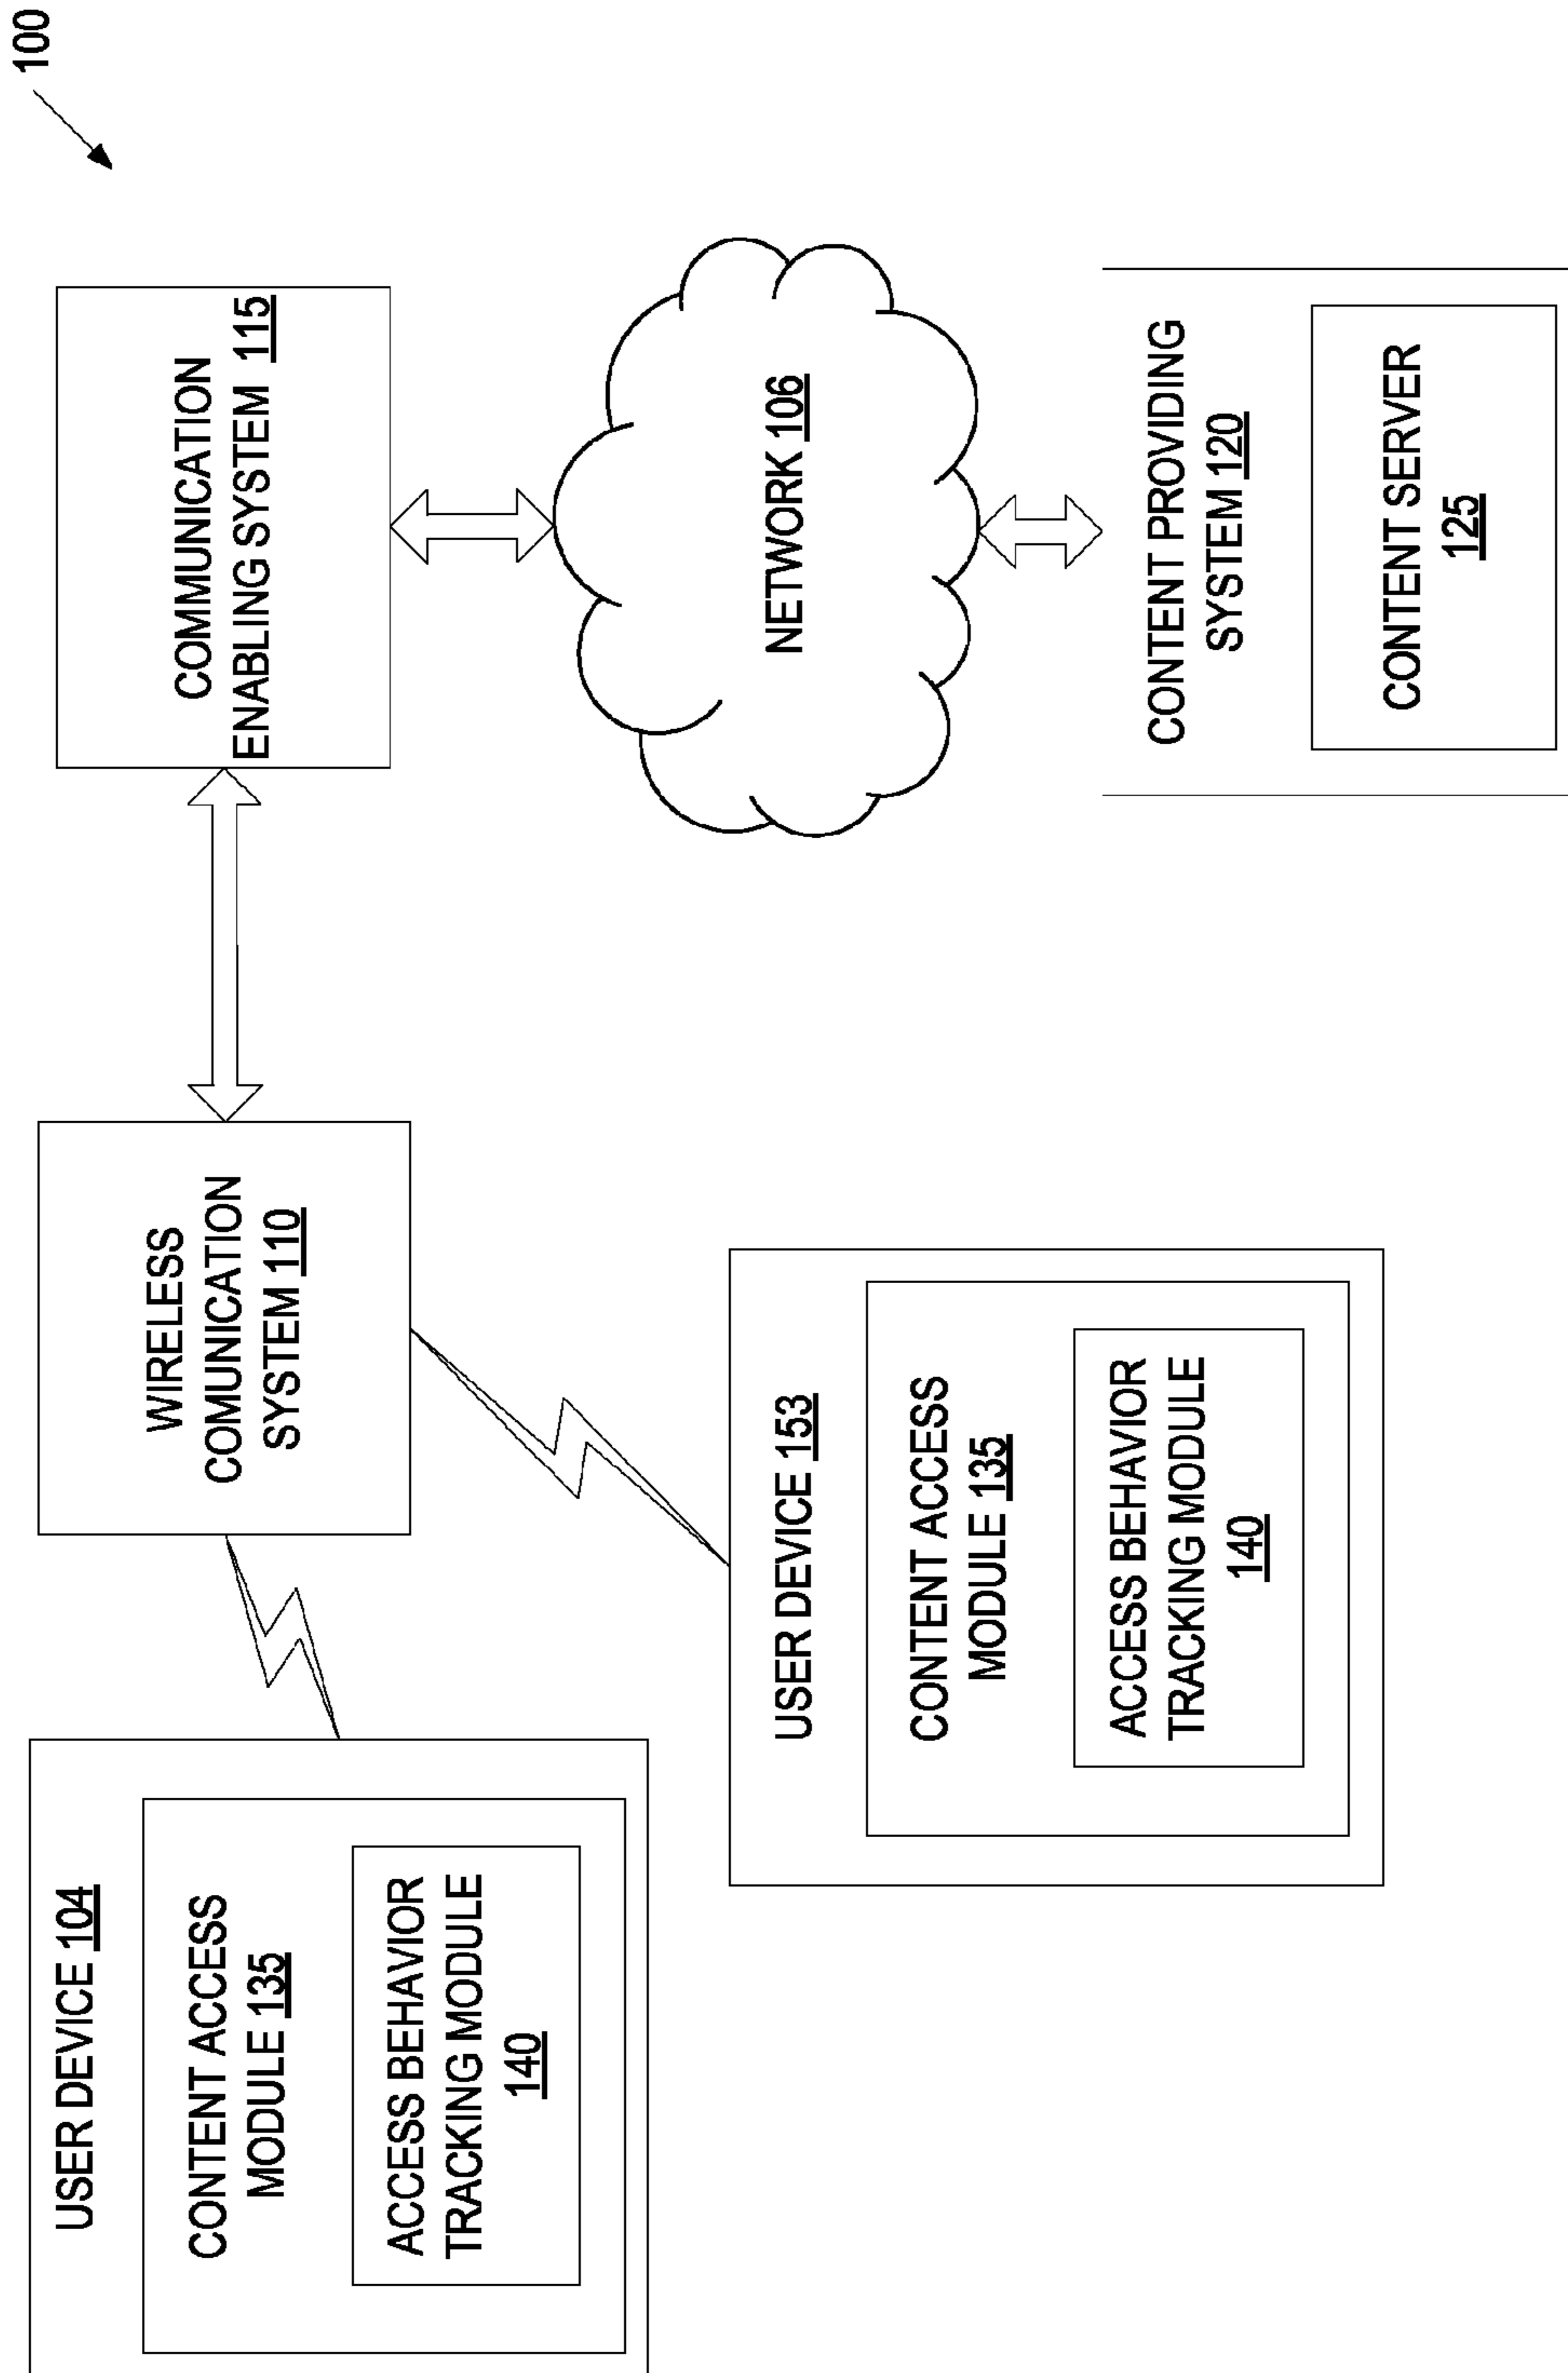 100
USER DEVICE 104
CONTENT ACCESS
MODULE 135
ACCESS BEHAVIOR
TRACKING MODULE
140
WIRELESS
COMUNICATION
SYSTEM 110
COMMUNICATION
ENABLING SYSTEM 115
USER DEVICE 153
CONTENT ACCESS
MODULE 135
ACCESS BEHAVIOR
TRACKING MODULE
140
NETWORK 106
CONTENT PROVIDING
SYSTEM 120
CONTENT SERVER
125